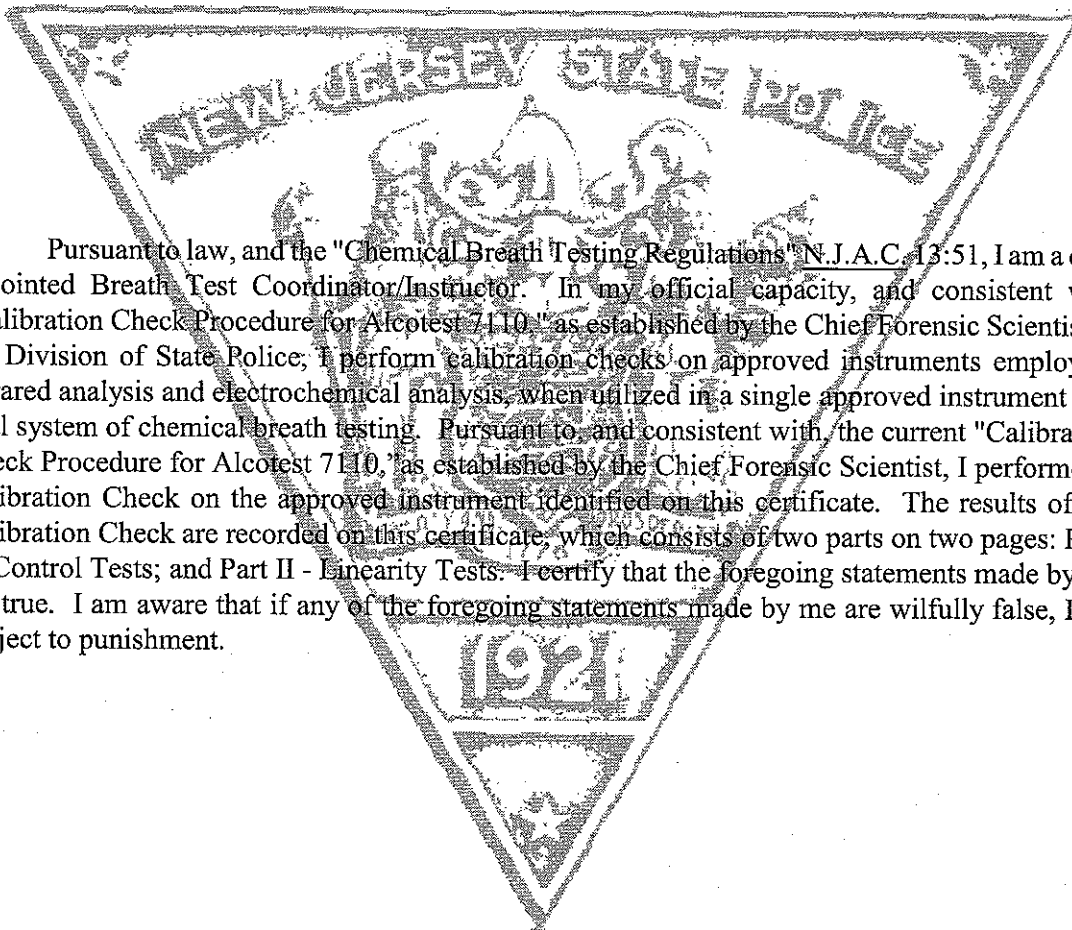 NEW JERSEY STATE POLICE
Pursuant to law, and the "Chemical Breath Testing Regulations" N.J.A.C. 13:51, I am a
ointed Breath Test Coordinator/Instructor. In my official capacity, and consistent
libration Check Procedure for Alcotest 7110," as established by the Chief Forensic Scientis
Division of State Police; I perform calibration checks on approved instruments employ
ared analysis and electrochemical analysis, when utilized in a single approved instrument
l system of chemical breath testing. Pursuant to, and consistent with, the current "Calibra
eck Procedure for Alcotest 7110," as established by the Chief Forensic Scientist, I perform
ibration Check on the approved instrument identified on this certificate. The results of
ibration Check are recorded on this certificate, which consists of two parts on two pages:
Control Tests; and Part II - Linearity Tests. I certify that the foregoing statements made by
true. I am aware that if any of the foregoing statements made by me are wilfully false, I
ject to punishment.
1921